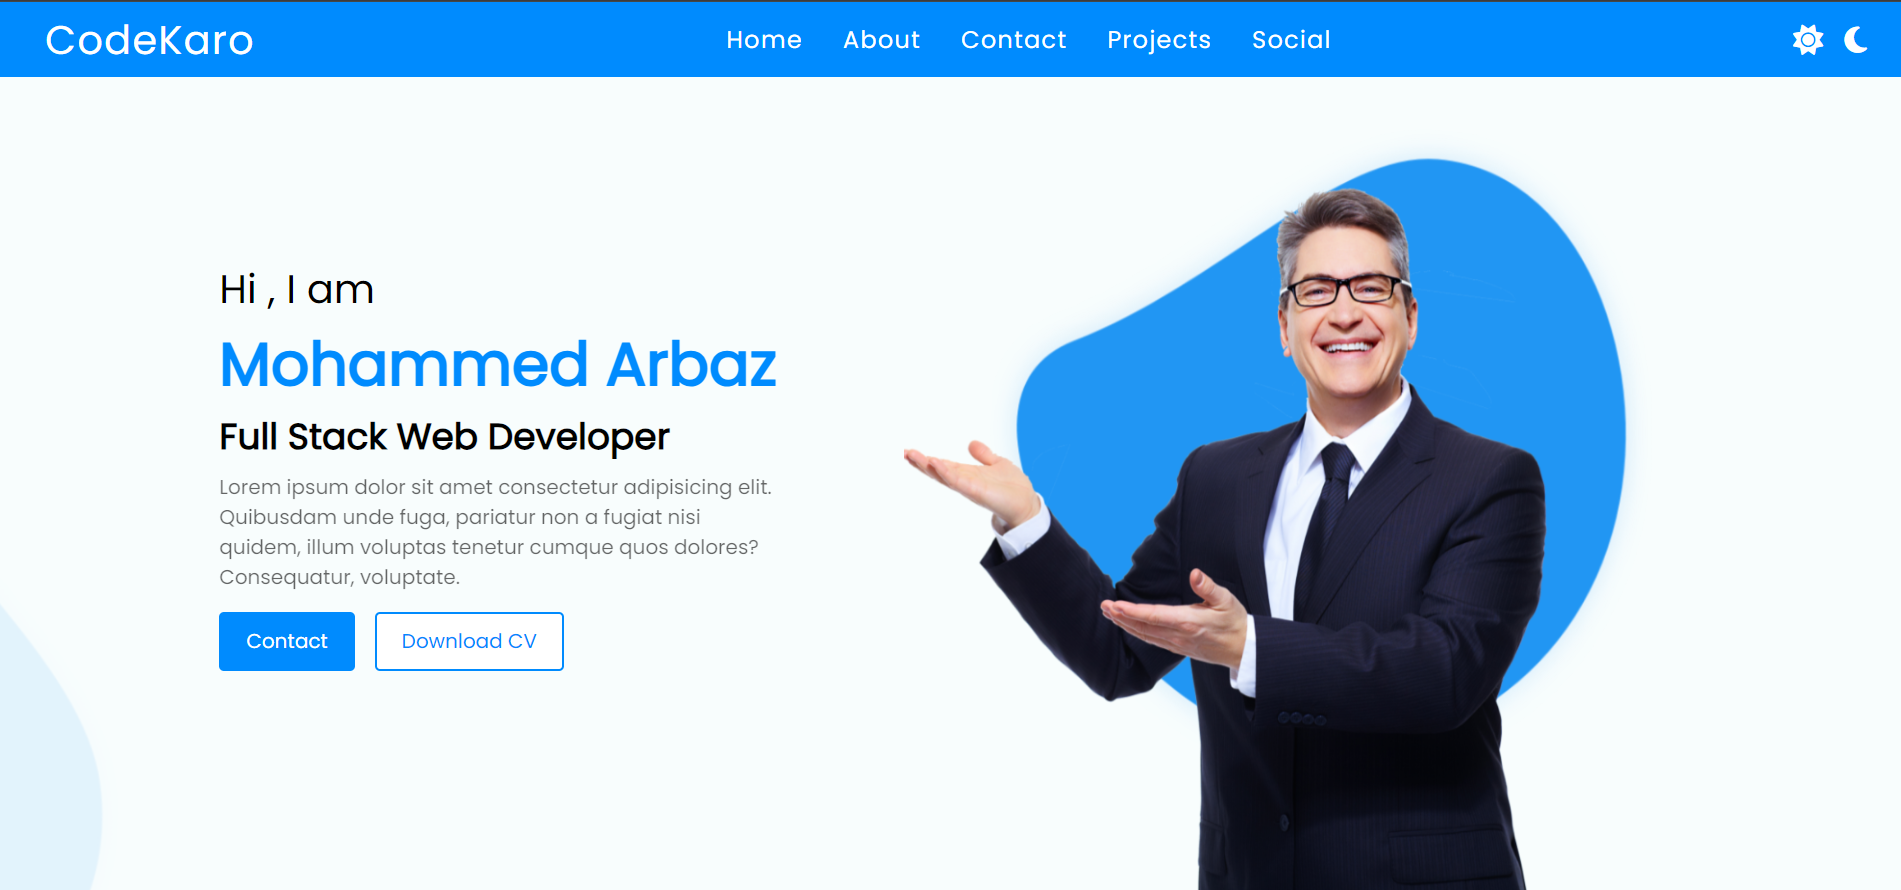 CodeKaro
Home About Contact Projects Social
Hi , I am
Mohammed Arbaz
Full Stack Web Developer
Lorem ipsum dolor sit amet consectetur adipisicing elit.
Quibusdam unde fuga, pariatur non a fugiat nisi
quidem, illum voluptas tenetur cumque quos dolores?
Consequatur, voluptate.
Contact Download CV